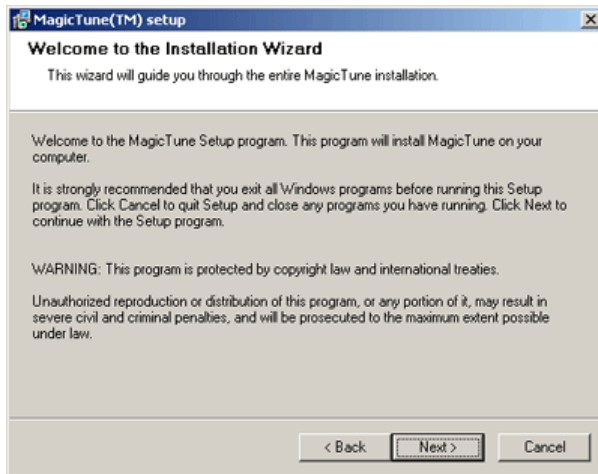 MagicTune(TM) setup
Welcome to the Installation Wizard
This wizard will guide you through the entire MagicTune installation.
Welcome to the MagicTune Setup program. This program will install MagicTune on your
computer.
It is strongly recommended that you exit all Windows programs before running this Setup
program. Click Cancel to quit Setup and close any programs you have running. Click Next to
continue with the Setup program.
WARNING: This program is protected by copyright law and international treaties.
Unauthorized reproduction or distribution of this program, or any portion of it, may result in
severe civil and criminal penalties, and will be prosecuted to the maximum extent possible
under law.
< Back Next > Cancel